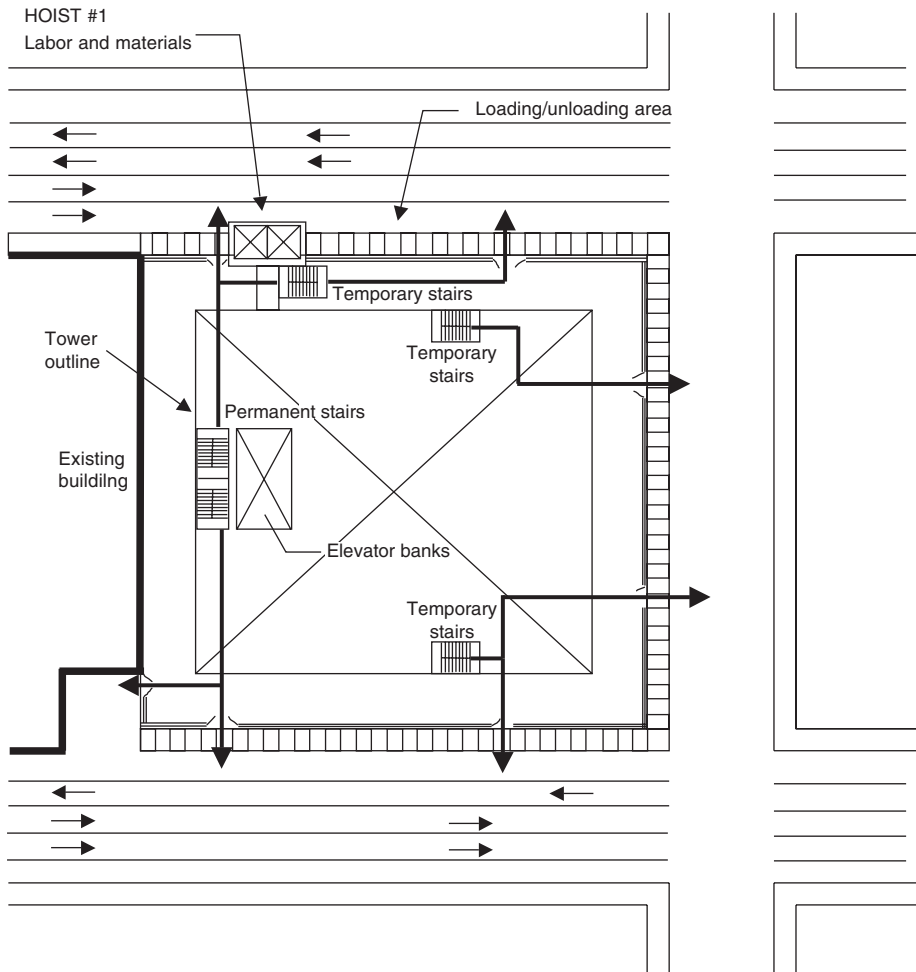 HOIST #1
Labor and materials
Loading/unloading area
Temporary stairs
Temporary
stairs
Tower
outline
Permanent stairs
Existing
buildilng
Elevator banks
Temporary
stairs